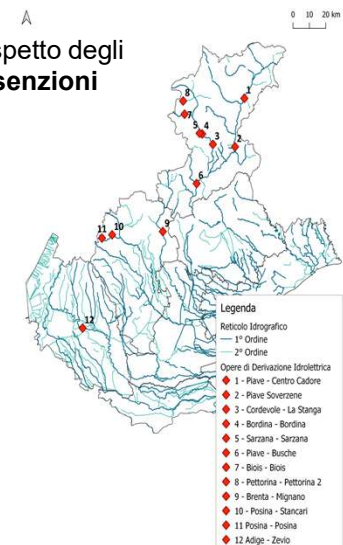 0 10 20 km
spetto degli
senzioni
8
1
7
5 4
3
2
6
9
11 10
12
Legenda
Reticolo Idrografico
1° Ordine
2° Ordine
Opere di Derivazione Idrolettrica
1 - Piave - Centro Cadore
2 - Piave Soverzene
3 - Cordevole - La Stanga
4 - Bordina - Bordina
5 - Sarzana - Sarzana
6 - Piave - Busche
7 - Biois - Biois
8 - Pettorina - Pettorina 2
9 - Brenta - Mignano
10 - Posina - Stancari
11 Posina - Posina
12 Adige - Zevio